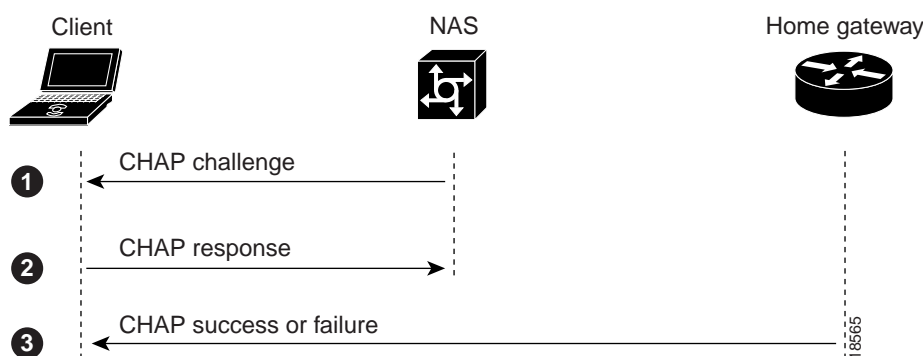 Client
NAS
Home gateway
1
CHAP challenge
2
CHAP response
3
CHAP success or failure
18565